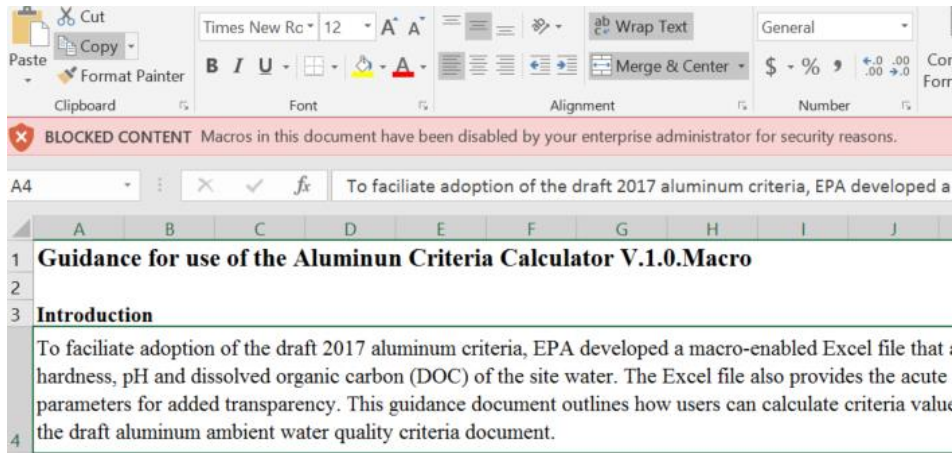 Cut
Copy
Paste
Format Painter
Clipboard
Times New Ro 12 A A
B I U A
Font
ab Wrap Text
Merge & Center
Alignment
General
$ % , .0 .00 .00 .0
Number
Con
Form
BLOCKED CONTENT Macros in this document have been disabled by your enterprise administrator for security reasons.
A4 fx To faciliate adoption of the draft 2017 aluminum criteria, EPA developed a
A B C D E F G H I J
1 Guidance for use of the Aluminun Criteria Calculator V.1.0.Macro
2
3 Introduction
To faciliate adoption of the draft 2017 aluminum criteria, EPA developed a macro-enabled Excel file that
hardness, pH and dissolved organic carbon (DOC) of the site water. The Excel file also provides the acute
parameters for added transparency. This guidance document outlines how users can calculate criteria value
4 the draft aluminum ambient water quality criteria document.